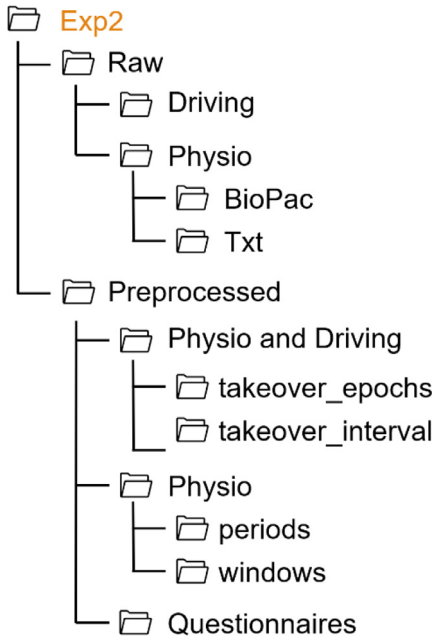 Exp2
Raw
Driving
Physio
BioPac
Txt
Preprocessed
Physio and Driving
takeover_epochs
takeover_interval
Physio
periods
windows
Questionnaires